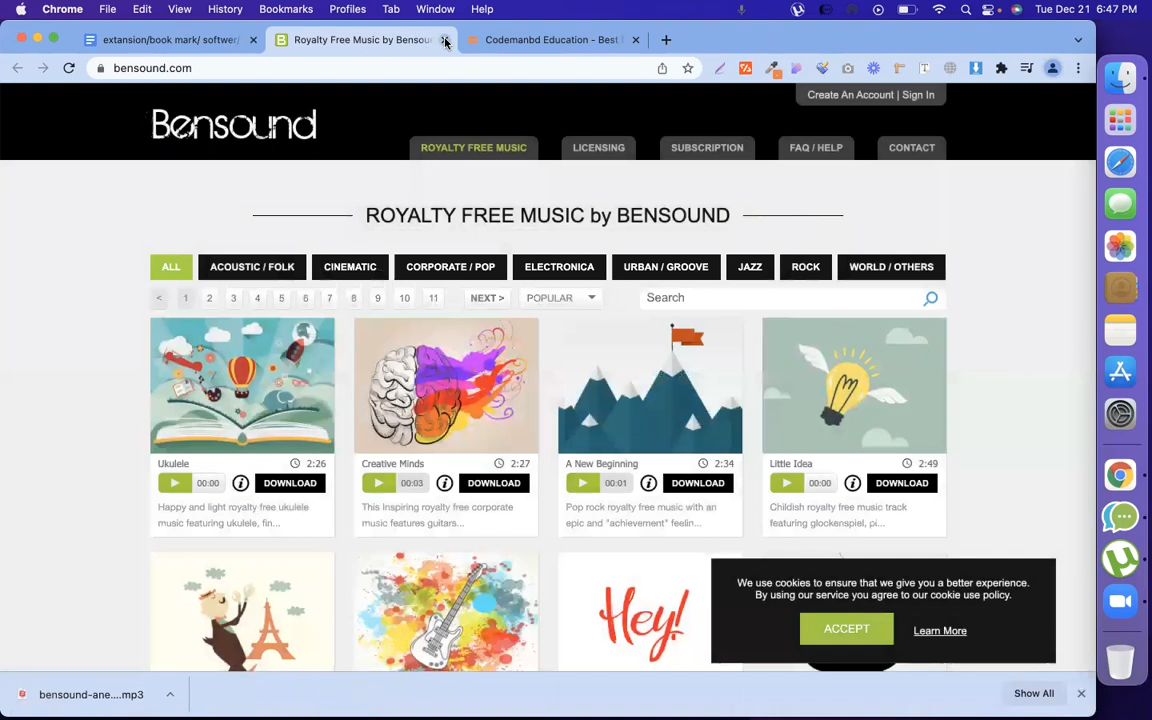 Chrome File Edit View History Bookmarks Profiles Tab Window Help Tue Dec 21 6:47 PM
extansion/book mark/ softwer/ Royalty Free Music by Bensou Codemanbd Education - Best
bensound.com
Create An Account | Sign In
Bensound
ROYALTY FREE MUSIC LICENSING SUBSCRIPTION FAQ / HELP CONTACT
ROYALTY FREE MUSIC by BENSOUND
ALL ACOUSTIC / FOLK CINEMATIC CORPORATE / POP ELECTRONICA URBAN / GROOVE JAZZ ROCK WORLD / OTHERS
< 1 2 3 4 5 6 7 8 9 10 11 NEXT > POPULAR Search
Ukulele 2:26 Creative Minds 2:27 A New Beginning 2:34 Little Idea 2:49
00:00 DOWNLOAD 00:03 DOWNLOAD 00:01 DOWNLOAD 00:00 DOWNLOAD
Happy and light royalty free ukulele This Inspiring royalty free corporate Pop rock royalty free music with an Childish royalty free music track
music featuring ukulele, fin... music features guitars... epic and "achievement" feelin... featuring glockenspiel, pi...
Hey!
We use cookies to ensure that we give you a better experience.
By using our service you agree to our cookie use policy.
ACCEPT Learn More
bensound-ane....mp3 Show All